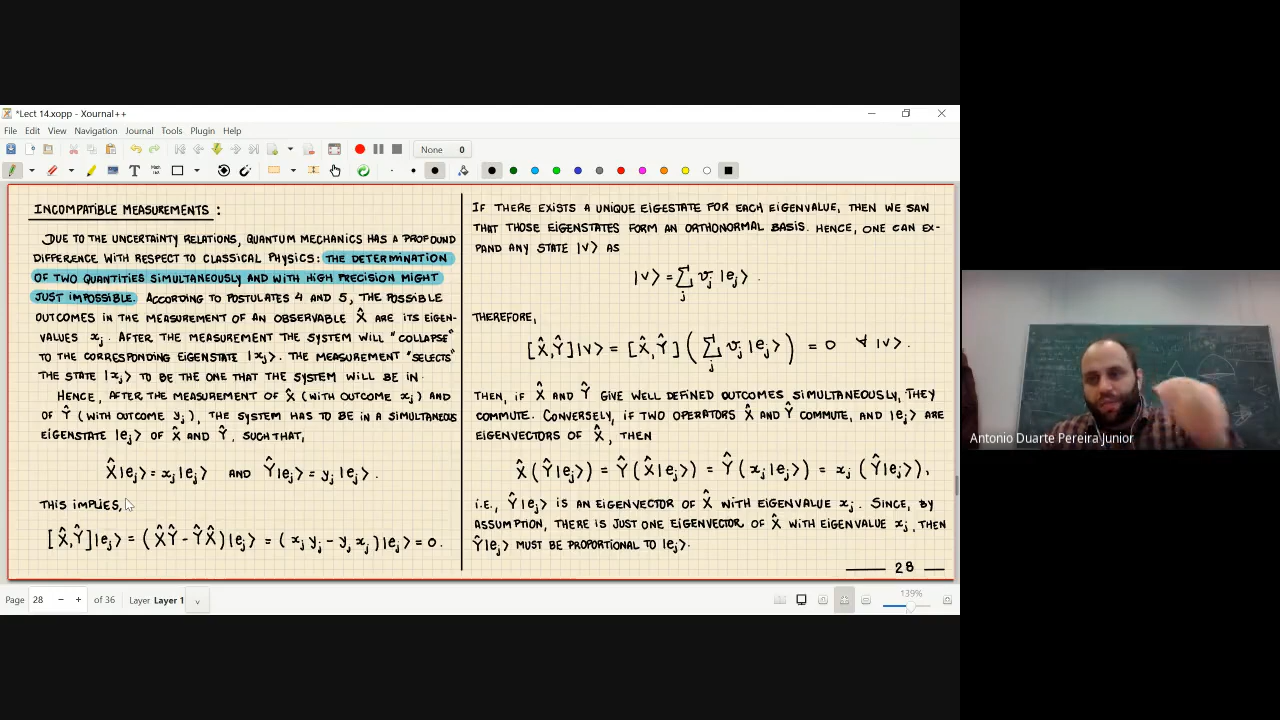 *Lect 14.xopp - Xournal++
File Edit View Navigation Journal Tools Plugin Help
None 0
INCOMPATIBLE MEASUREMENTS :
DUE TO THE UNCERTAINTY RELATIONS, QUANTUM MECHANICS HAS A PROFOUND
DIFFERENCE WITH RESPECT TO CLASSICAL PHYSICS: THE DETERMINATION
OF TWO QUANTITIES SIMULTANEOUSLY AND WITH HIGH PRECISION MIGHT
JUST IMPOSSIBLE. ACCORDING TO POSTULATES 4 AND 5, THE POSSIBLE
OUTCOMES IN THE MEASUREMENT OF AN OBSERVABLE X̂ ARE ITS EIGEN-
VALUES xⱼ. AFTER THE MEASUREMENT THE SYSTEM WILL "COLLAPSE"
TO THE CORRESPONDING EIGENSTATE |xⱼ⟩. THE MEASUREMENT "SELECTS"
THE STATE |xⱼ⟩ TO BE THE ONE THAT THE SYSTEM WILL BE IN.
HENCE, AFTER THE MEASUREMENT OF X̂ (WITH OUTCOME xⱼ) AND
OF Ŷ (WITH OUTCOME yⱼ), THE SYSTEM HAS TO BE IN A SIMULTANEOUS
EIGENSTATE |eⱼ⟩ OF X̂ AND Ŷ, SUCH THAT,
X̂|eⱼ⟩ = xⱼ|eⱼ⟩ AND Ŷ|eⱼ⟩ = yⱼ|eⱼ⟩ .
THIS IMPLIES,
[X̂,Ŷ]|eⱼ⟩ = (X̂Ŷ - ŶX̂)|eⱼ⟩ = (xⱼ yⱼ - yⱼ xⱼ)|eⱼ⟩ = 0.
IF THERE EXISTS A UNIQUE EIGESTATE FOR EACH EIGENVALUE, THEN WE SAW
THAT THOSE EIGENSTATES FORM AN ORTHONORMAL BASIS. HENCE, ONE CAN EX-
PAND ANY STATE |v⟩ AS
|v⟩ = ∑ⱼ vⱼ |eⱼ⟩ .
THEREFORE,
[X̂,Ŷ]|v⟩ = [X̂,Ŷ] ( ∑ⱼ vⱼ|eⱼ⟩ ) = 0 ∀ |v⟩.
THEN, IF X̂ AND Ŷ GIVE WELL DEFINED OUTCOMES SIMULTANEOUSLY, THEY
COMMUTE. CONVERSELY, IF TWO OPERATORS X̂ AND Ŷ COMMUTE, AND |eⱼ⟩ ARE
EIGENVECTORS OF X̂, THEN
X̂(Ŷ|eⱼ⟩) = Ŷ(X̂|eⱼ⟩) = Ŷ(xⱼ|eⱼ⟩) = xⱼ(Ŷ|eⱼ⟩),
i.E., Ŷ|eⱼ⟩ IS AN EIGENVECTOR OF X̂ WITH EIGENVALUE xⱼ. SINCE, BY
ASSUMPTION, THERE IS JUST ONE EIGENVECTOR OF X̂ WITH EIGENVALUE xⱼ, THEN
Ŷ|eⱼ⟩ MUST BE PROPORTIONAL TO |eⱼ⟩.
28
Page 28 of 36 Layer Layer 1 139%
Antonio Duarte Pereira Junior